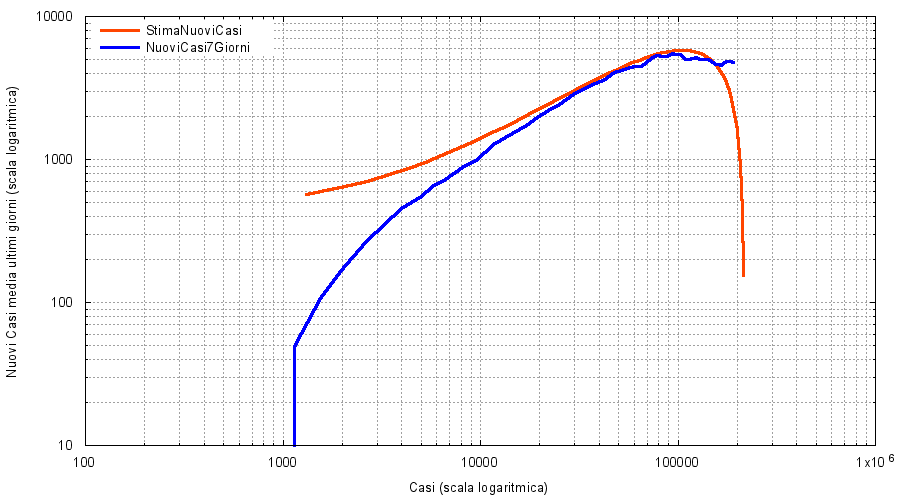 10000
1000
100
10
StimaNuoviCasi
NuoviCasi7Giorni
Nuovi Casi media ultimi giorni (scala logaritmica)
100
1000
10000
100000
1x10 6
Casi (scala logaritmica)